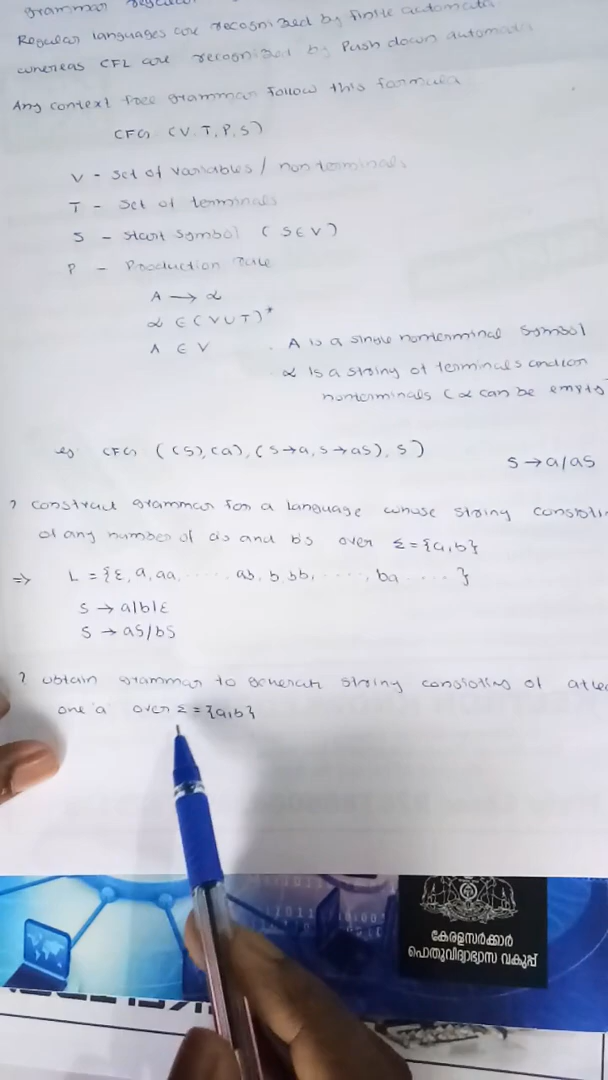 grammar regular
Regular languages are recognized by finite automata
whereas CFL are recognized by Push down automata
Any context free grammar follow this formula
CFG (V, T, P, S)
V - set of variables / non terminals
T - set of terminals
S - start symbol ( S ∈ V )
P - Production rule
A → α
α ∈ (V ∪ T)*
A ∈ V
A is a single nonterminal symbol
α is a string of terminals and/or
nonterminals (α can be empty
eg CFG ( (S), (a), (S→a, S→aS), S )
S → a/aS
? construct grammar for a language whose string consisti
of any number of a's and b's over Σ = {a,b}
⇒ L = {ε, a, aa, ..... ab, b, bb, ....., ba ..... }
S → a|b|ε
S → aS/bS
? obtain grammar to generate string consisting of atlea
one 'a' over Σ = {a,b}
കേരളസർക്കാർ
പൊതുവിദ്യാഭ്യാസ വകുപ്പ്